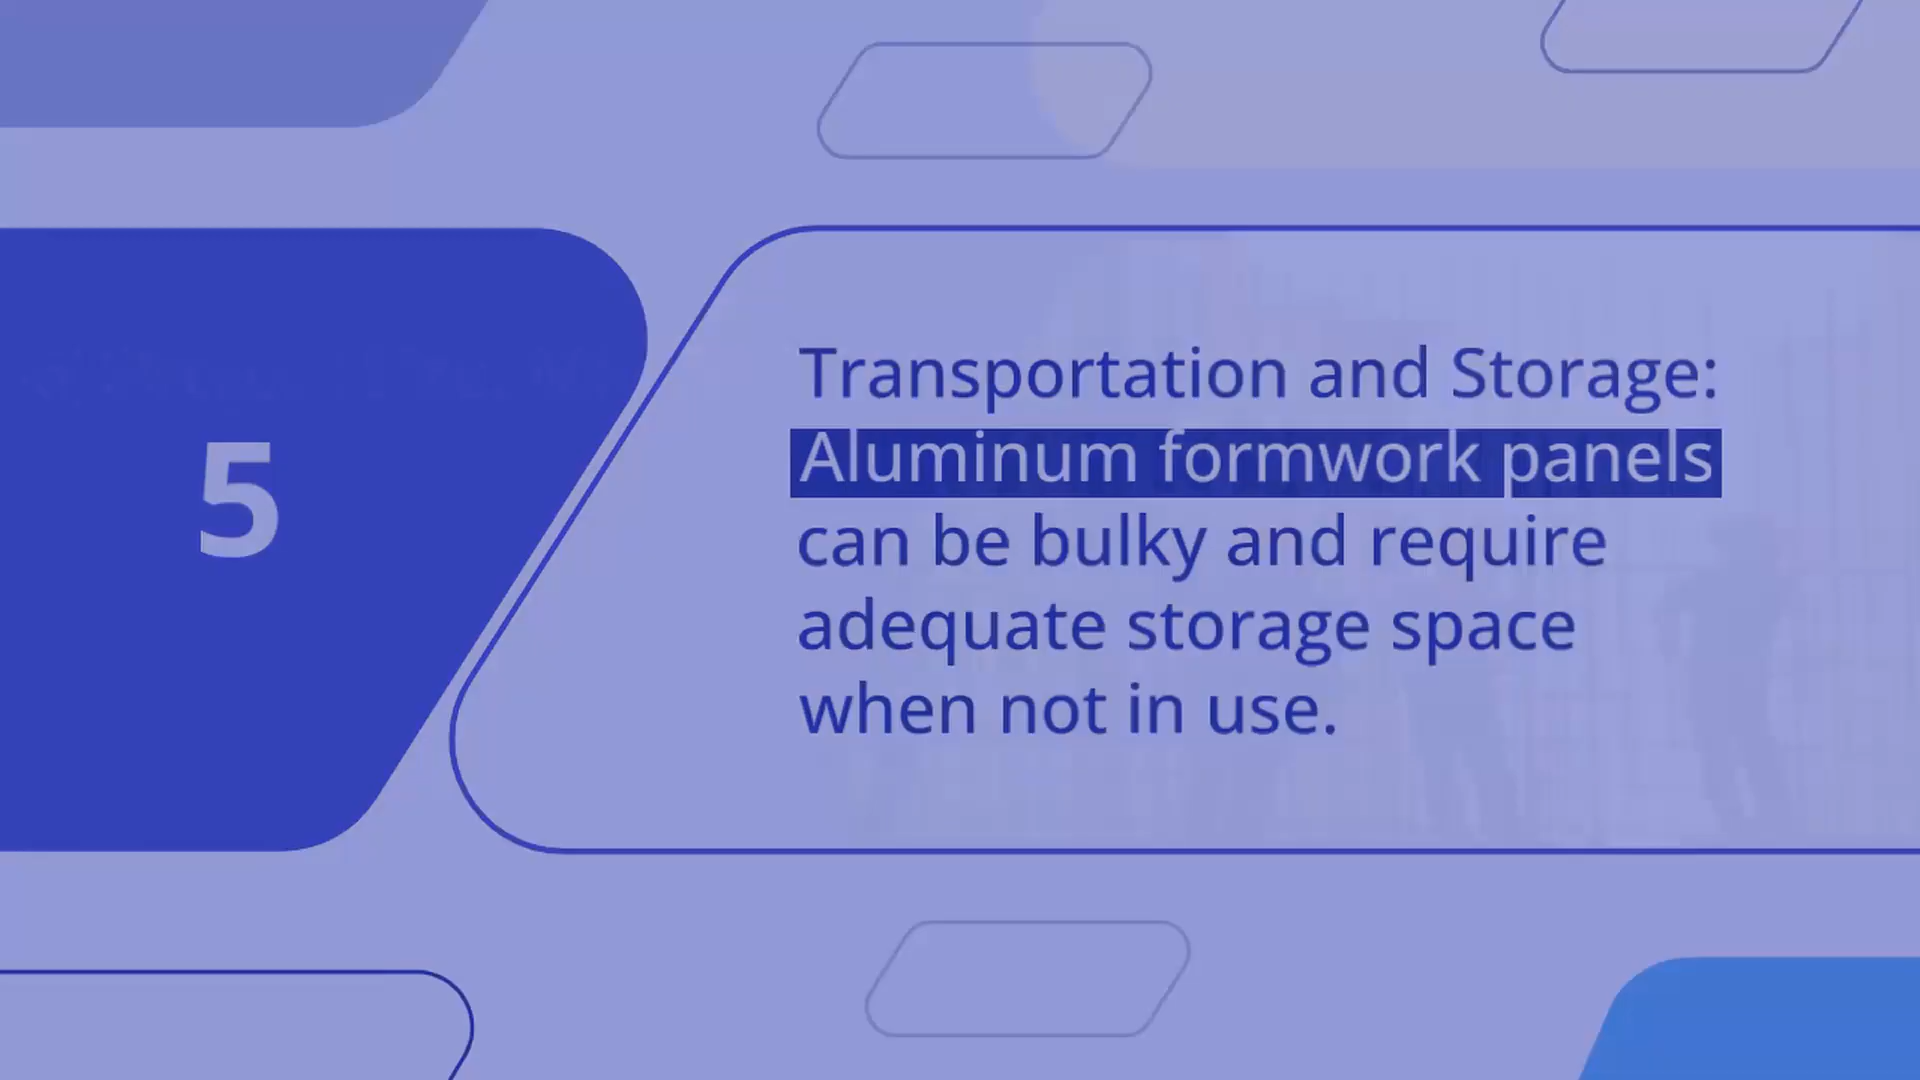 5
Transportation and Storage:
Aluminum formwork panels
can be bulky and require
adequate storage space
when not in use.